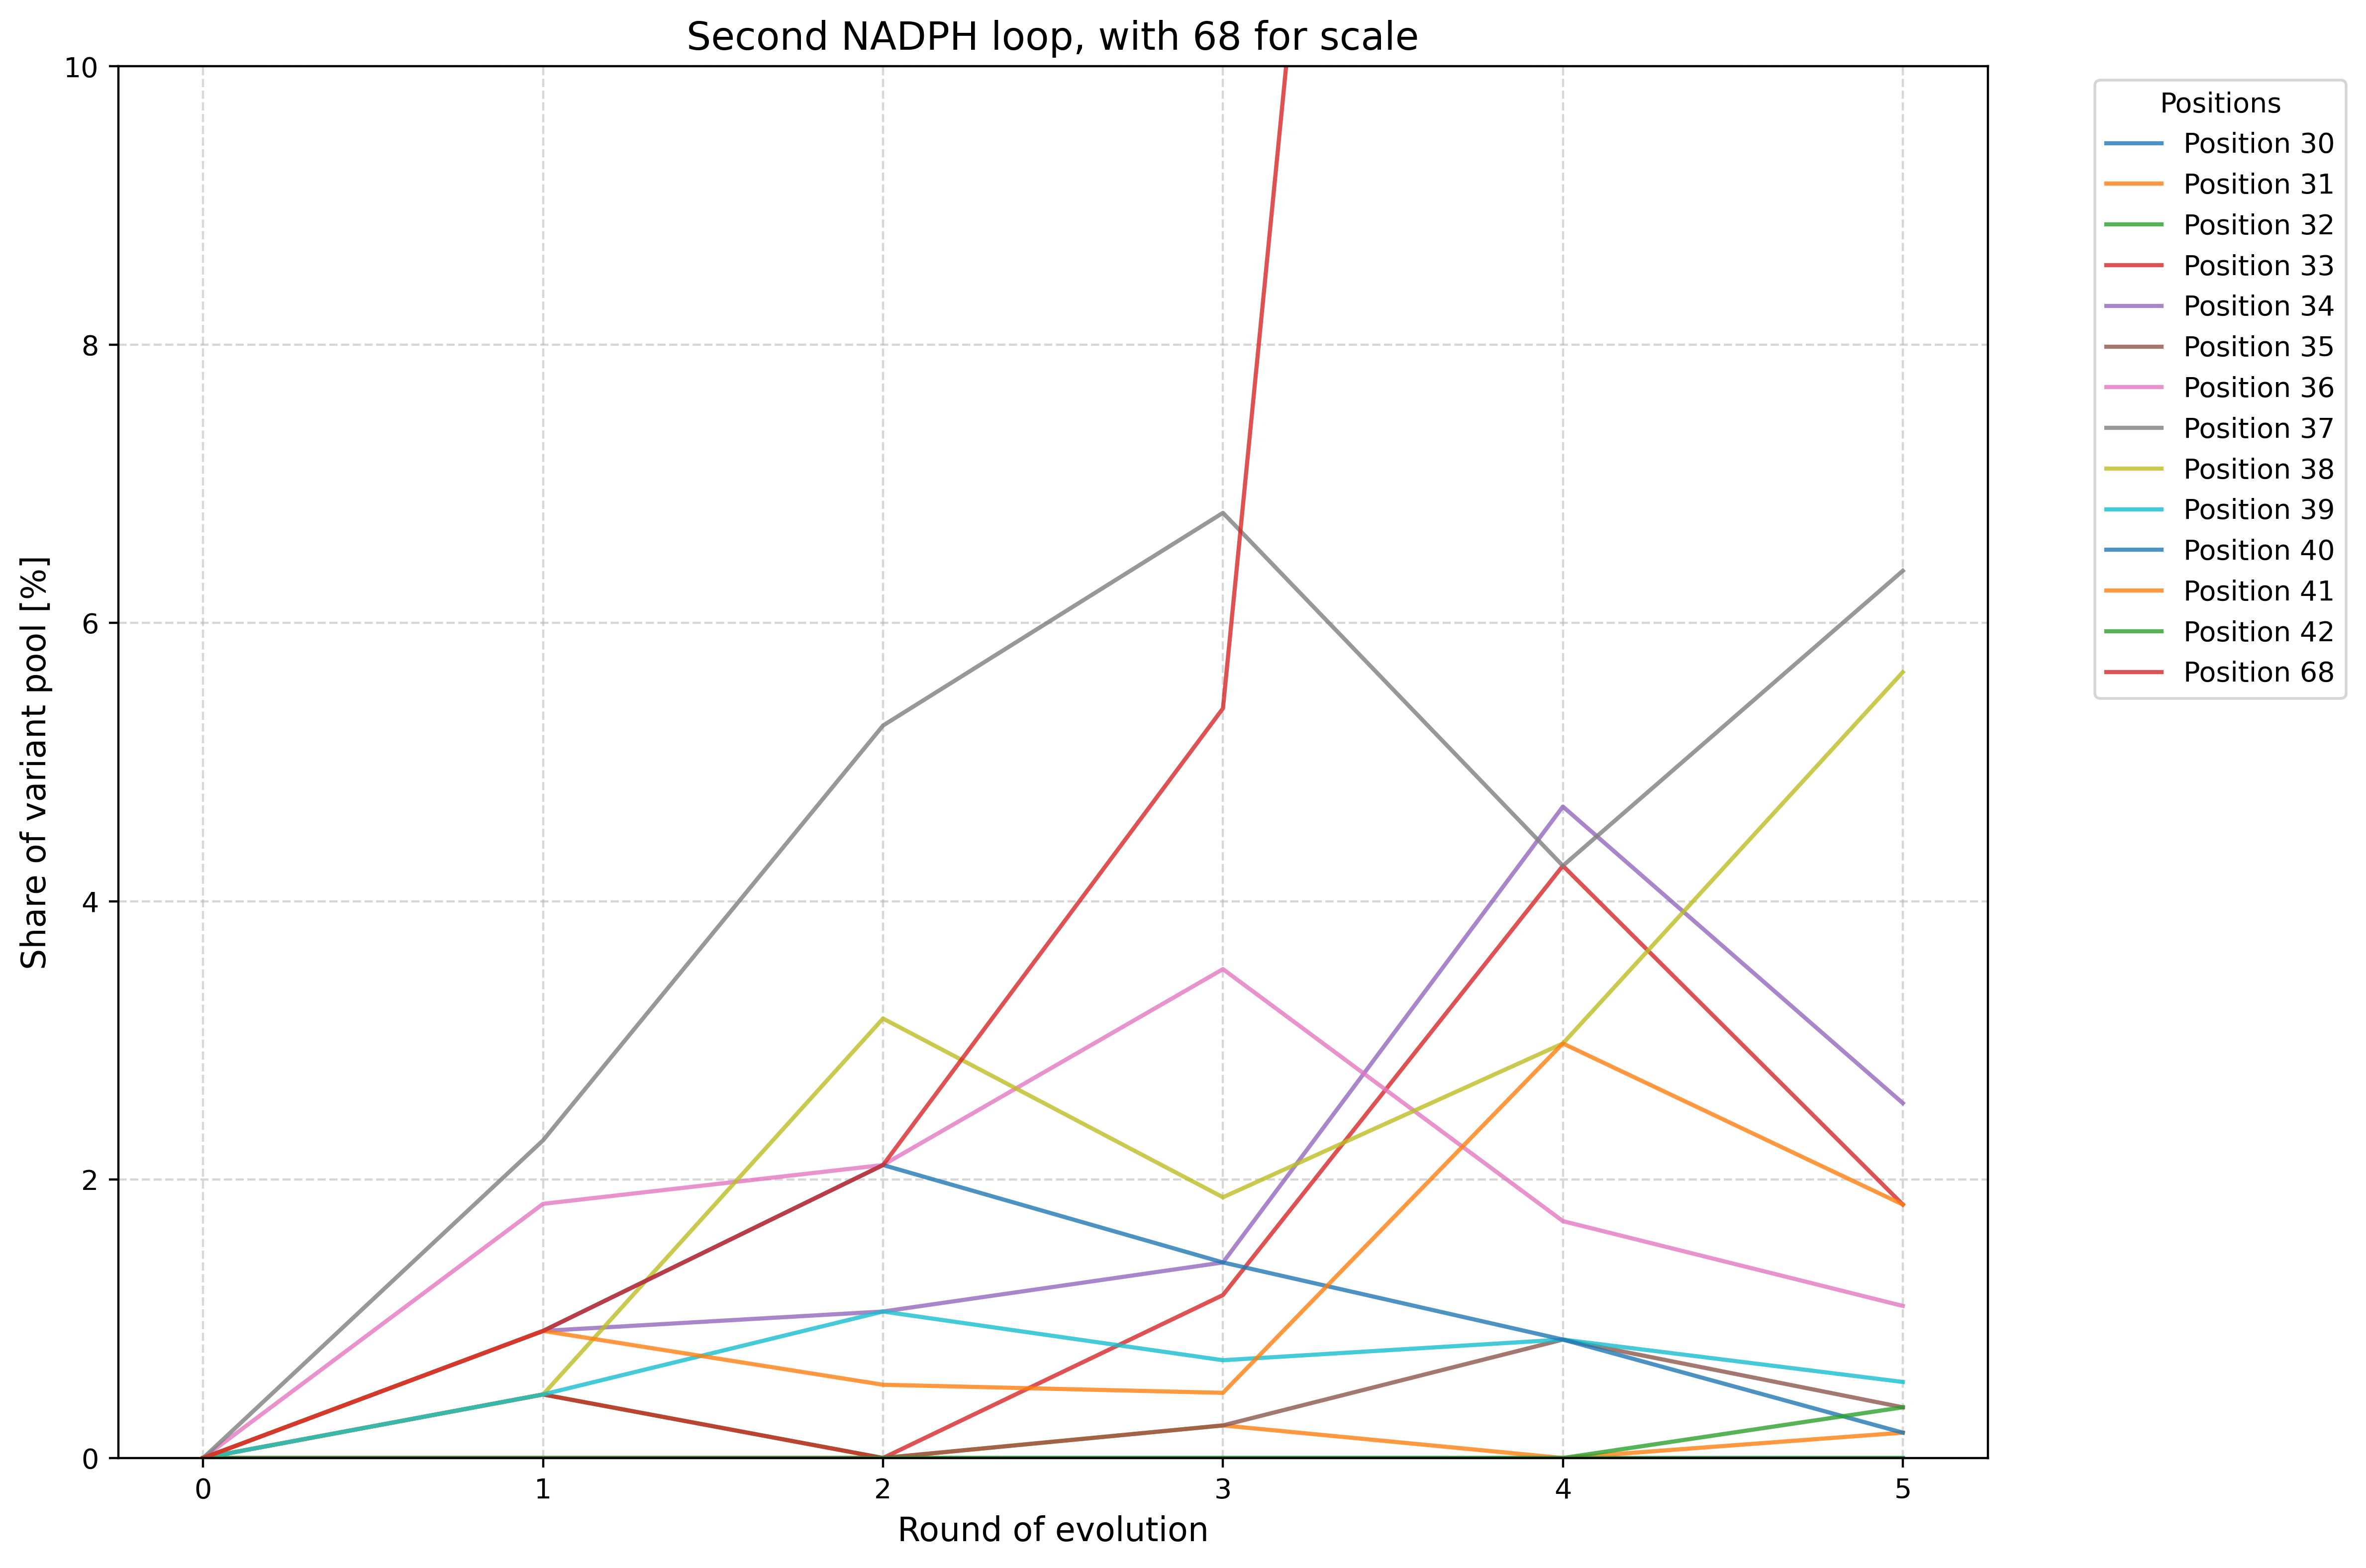 Second NADPH loop, with 68 for scale
Share of variant pool [%]
10
8
6
4
2
0
0 1 2 3 4 5
Round of evolution
Positions
Position 30
Position 31
Position 32
Position 33
Position 34
Position 35
Position 36
Position 37
Position 38
Position 39
Position 40
Position 41
Position 42
Position 68